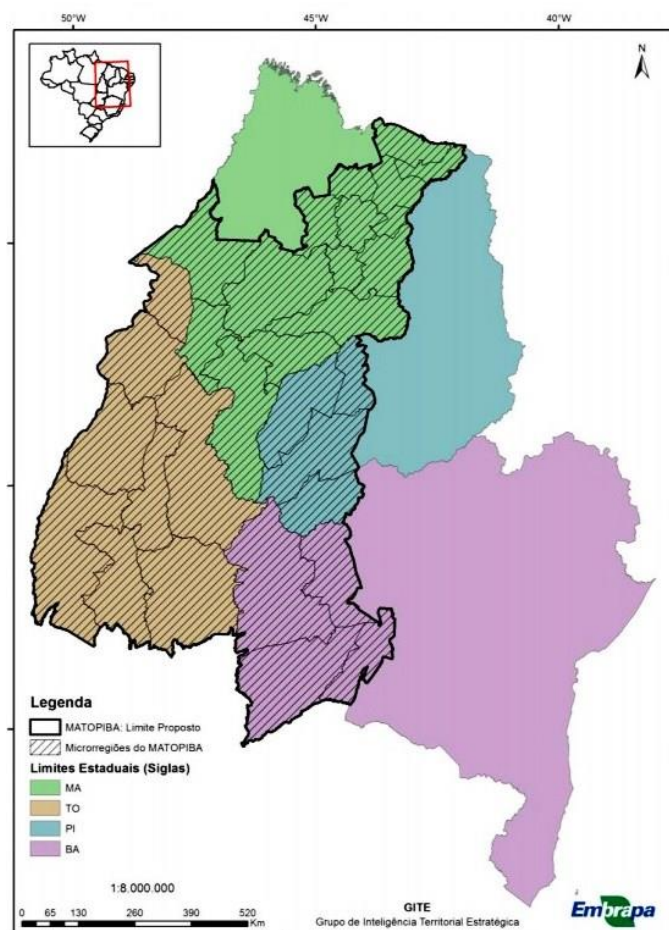 50°W 45°W 40°W
N
Legenda
MATOPIBA: Limite Proposto
Microrregiões do MATOPIBA
Limites Estaduais (Siglas)
MA
TO
PI
BA
1:8.000.000
0 65 130 260 390 520
Km
GITE
Grupo de Inteligência Territorial Estratégica
Embrapa